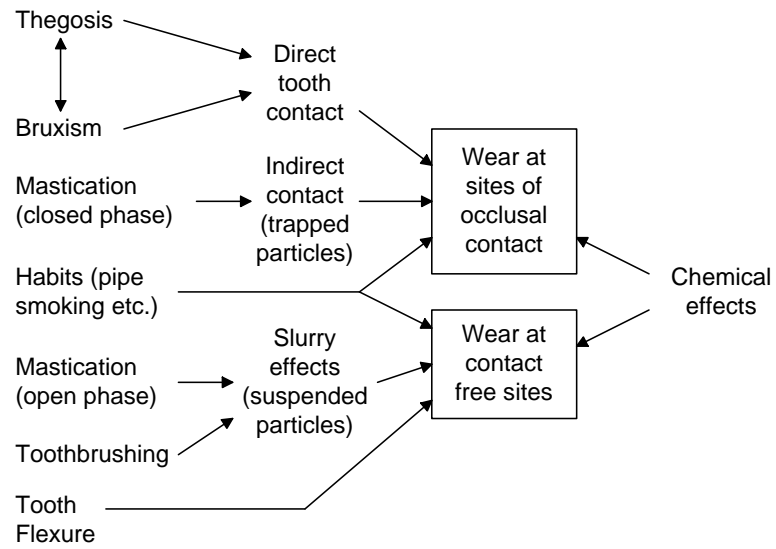 Thegosis
Bruxism
Direct
tooth
contact
Mastication
(closed phase)
Indirect
contact
(trapped
particles)
Wear at
sites of
occlusal
contact
Habits (pipe
smoking etc.)
Chemical
effects
Mastication
(open phase)
Slurry
effects
(suspended
particles)
Wear at
contact
free sites
Toothbrushing
Tooth
Flexure